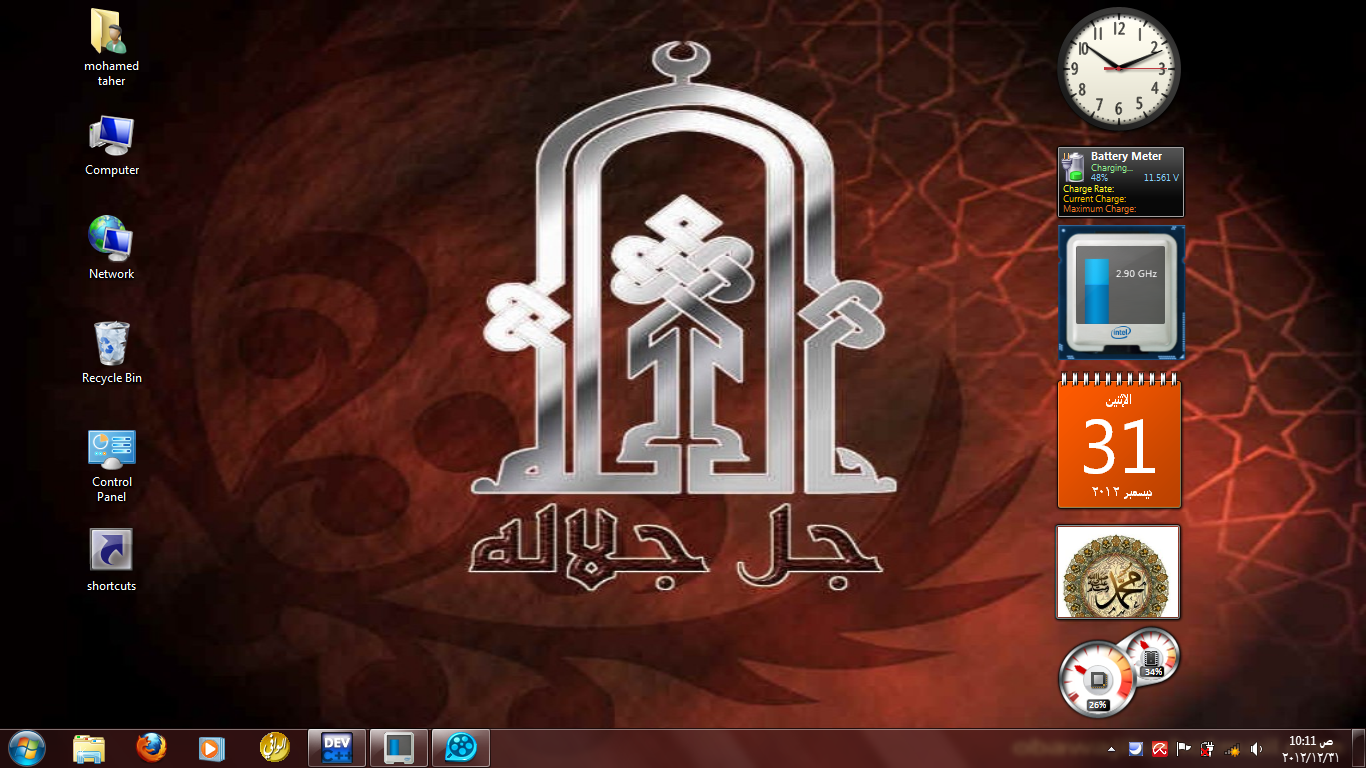 mohamed
taher
Computer
Network
Recycle Bin
Control
Panel
shortcuts
جل جلاله
12
1
2
3
4
5
6
7
8
9
10
11
Battery Meter
Charging...
48% 11.561 V
Charge Rate:
Current Charge:
Maximum Charge:
2.90 GHz
intel
الإثنين
31
ديسمبر ٢٠١٢
محمد
34%
26%
الوافي
DEV
C++
10:11 ص
٢٠١٢/١٢/٣١